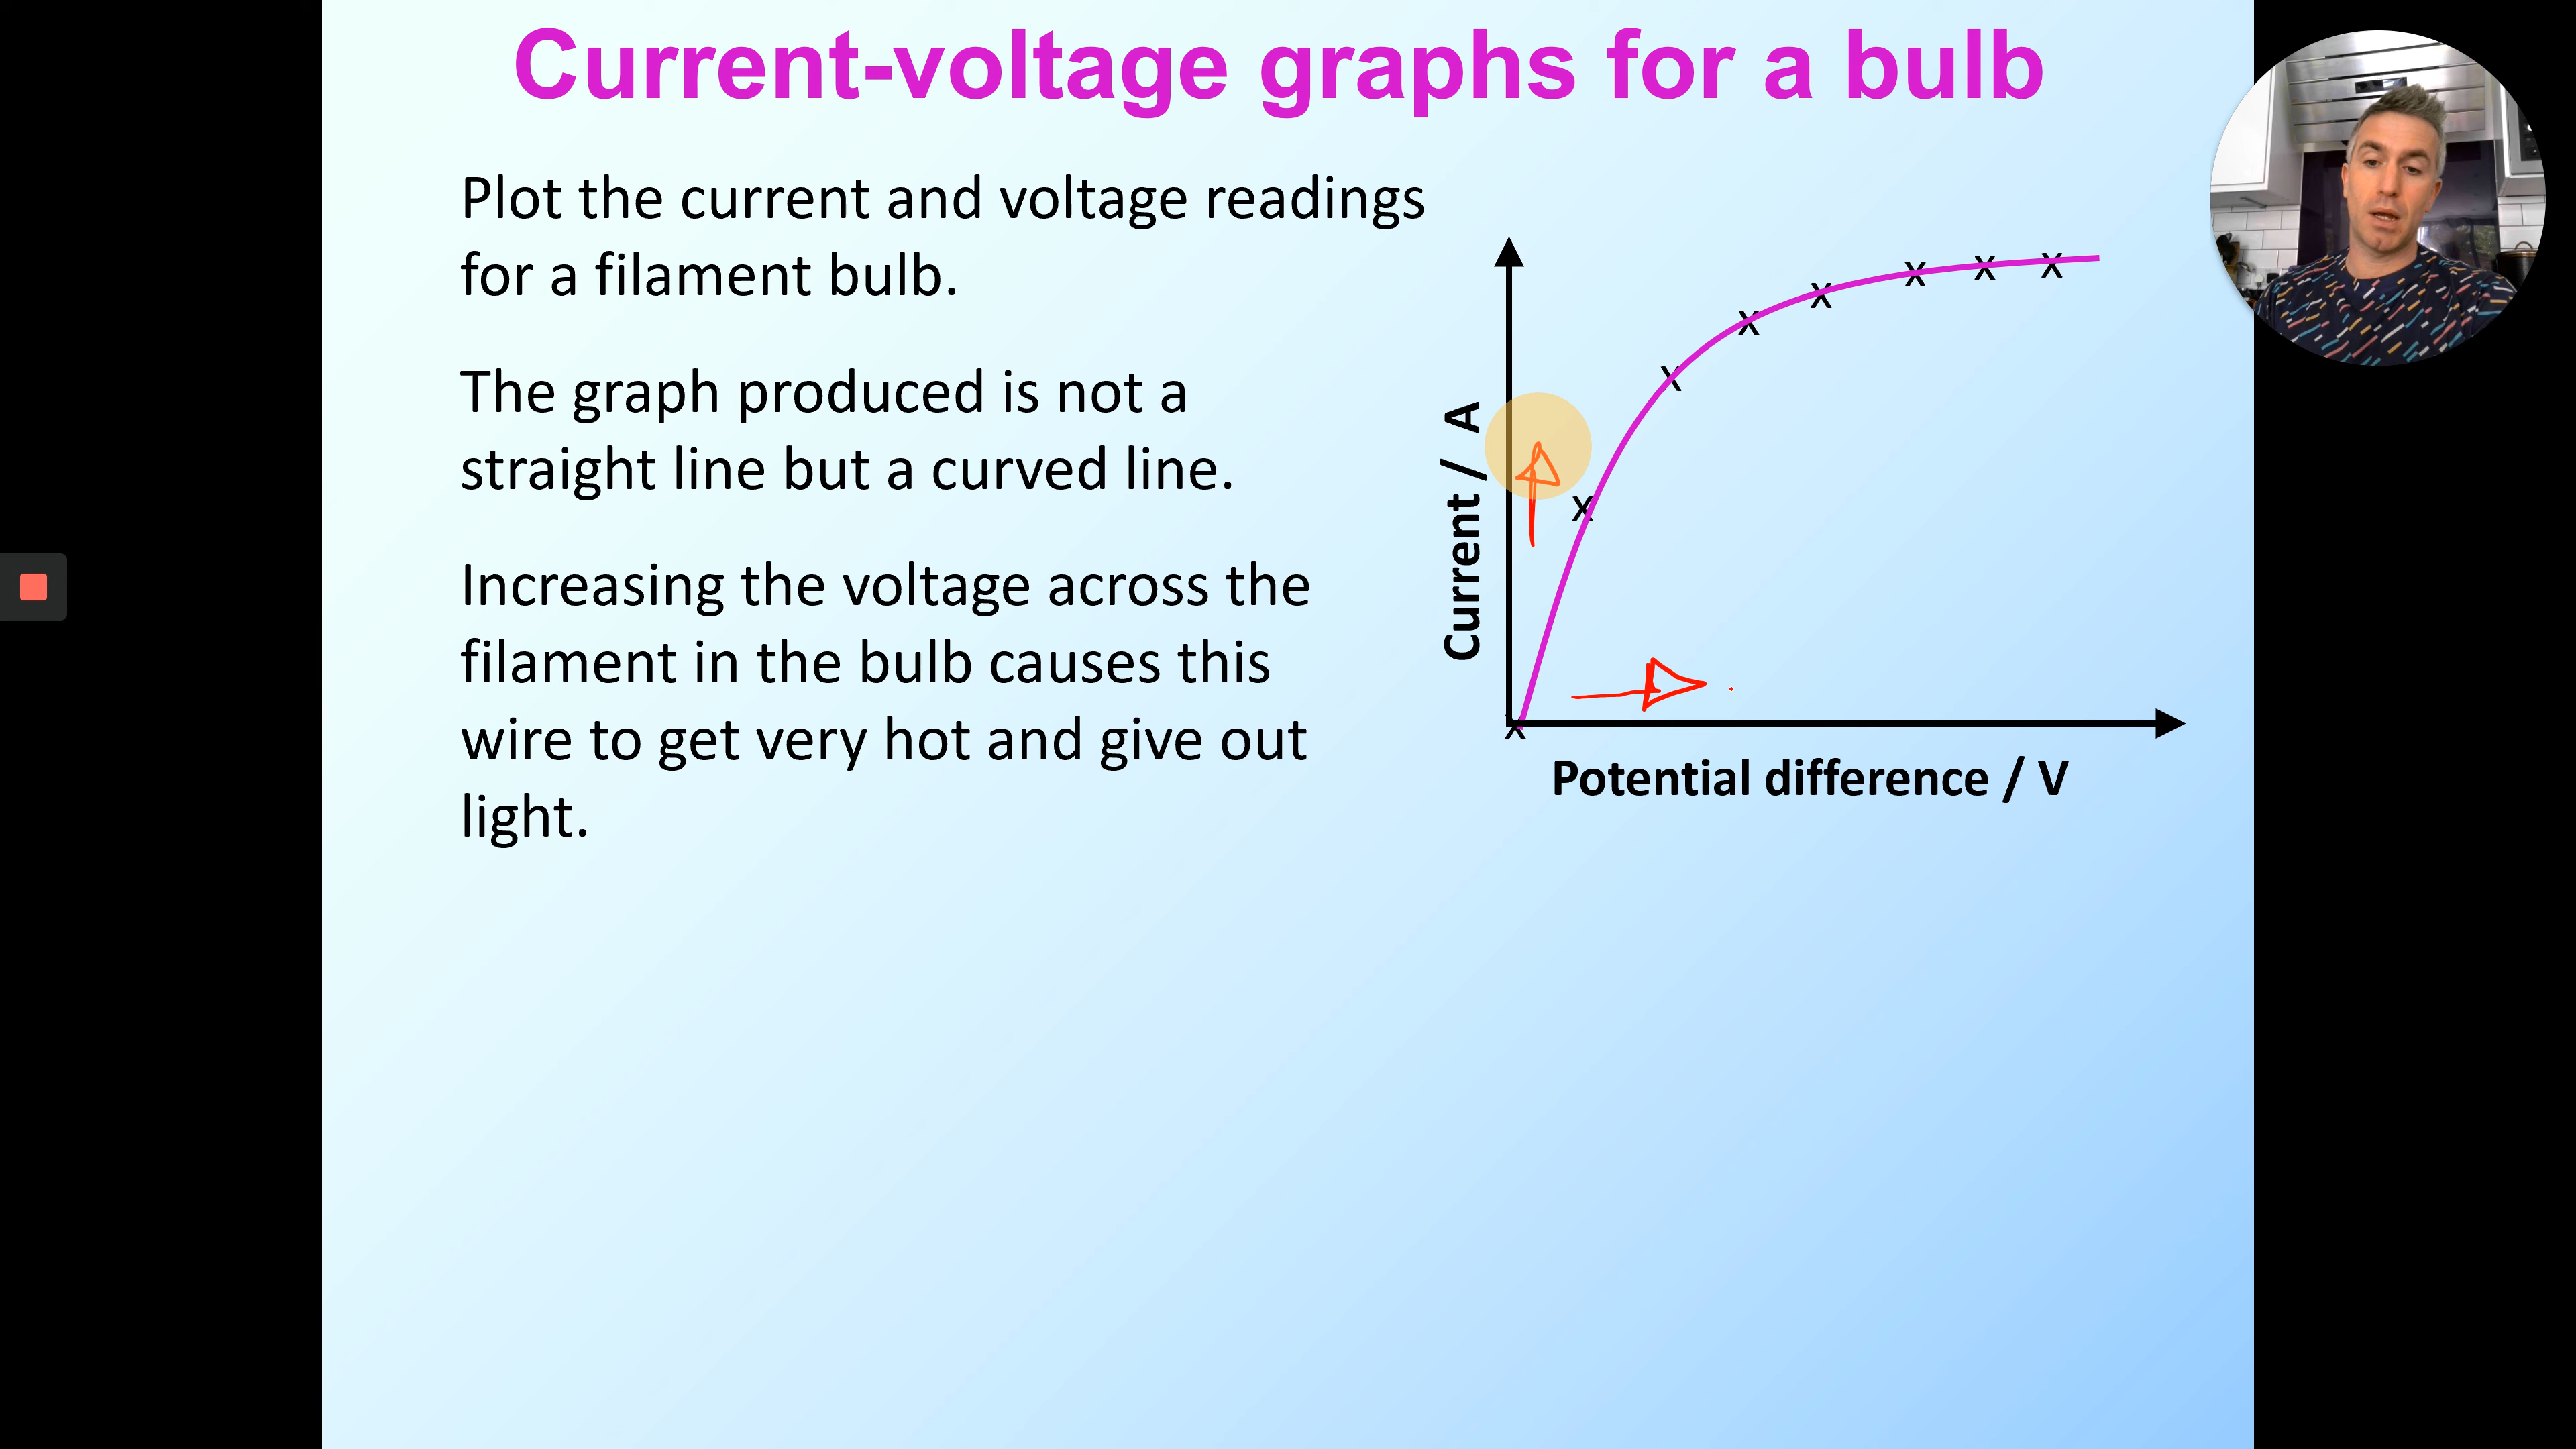 Current-voltage graphs for a bulb
Plot the current and voltage readings
for a filament bulb.
The graph produced is not a
straight line but a curved line.
Increasing the voltage across the
filament in the bulb causes this
wire to get very hot and give out
light.
Current / A
Potential difference / V